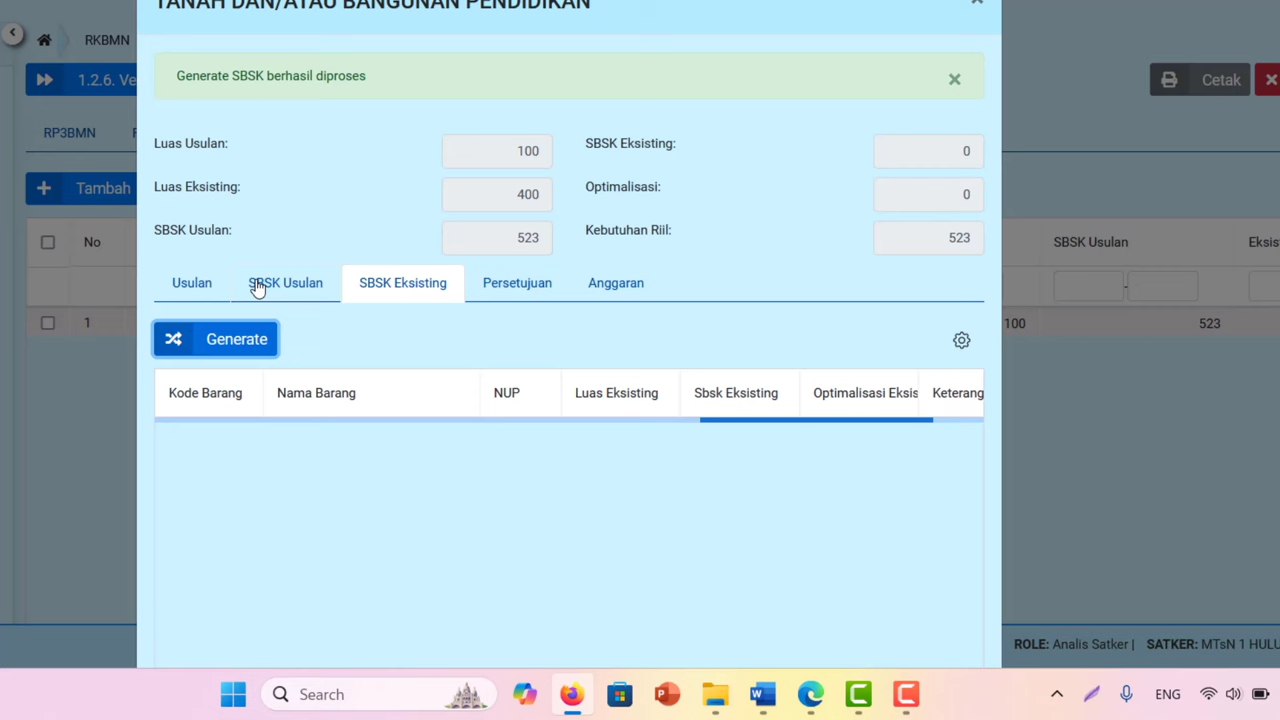 TANAH DAN/ATAU BANGUNAN PENDIDIKAN
RKBMN
1.2.6. Ve
Cetak
Generate SBSK berhasil diproses
RP3BMN
Luas Usulan:
100
SBSK Eksisting:
0
Luas Eksisting:
400
Optimalisasi:
0
Tambah
SBSK Usulan:
523
Kebutuhan Riil:
523
No
SBSK Usulan
Eksis
Usulan
SBSK Usulan
SBSK Eksisting
Persetujuan
Anggaran
-
1
100
523
Generate
Kode Barang
Nama Barang
NUP
Luas Eksisting
Sbsk Eksisting
Optimalisasi Eksis
Keterang
ROLE: Analis Satker |
SATKER: MTsN 1 HULU
Search
ENG